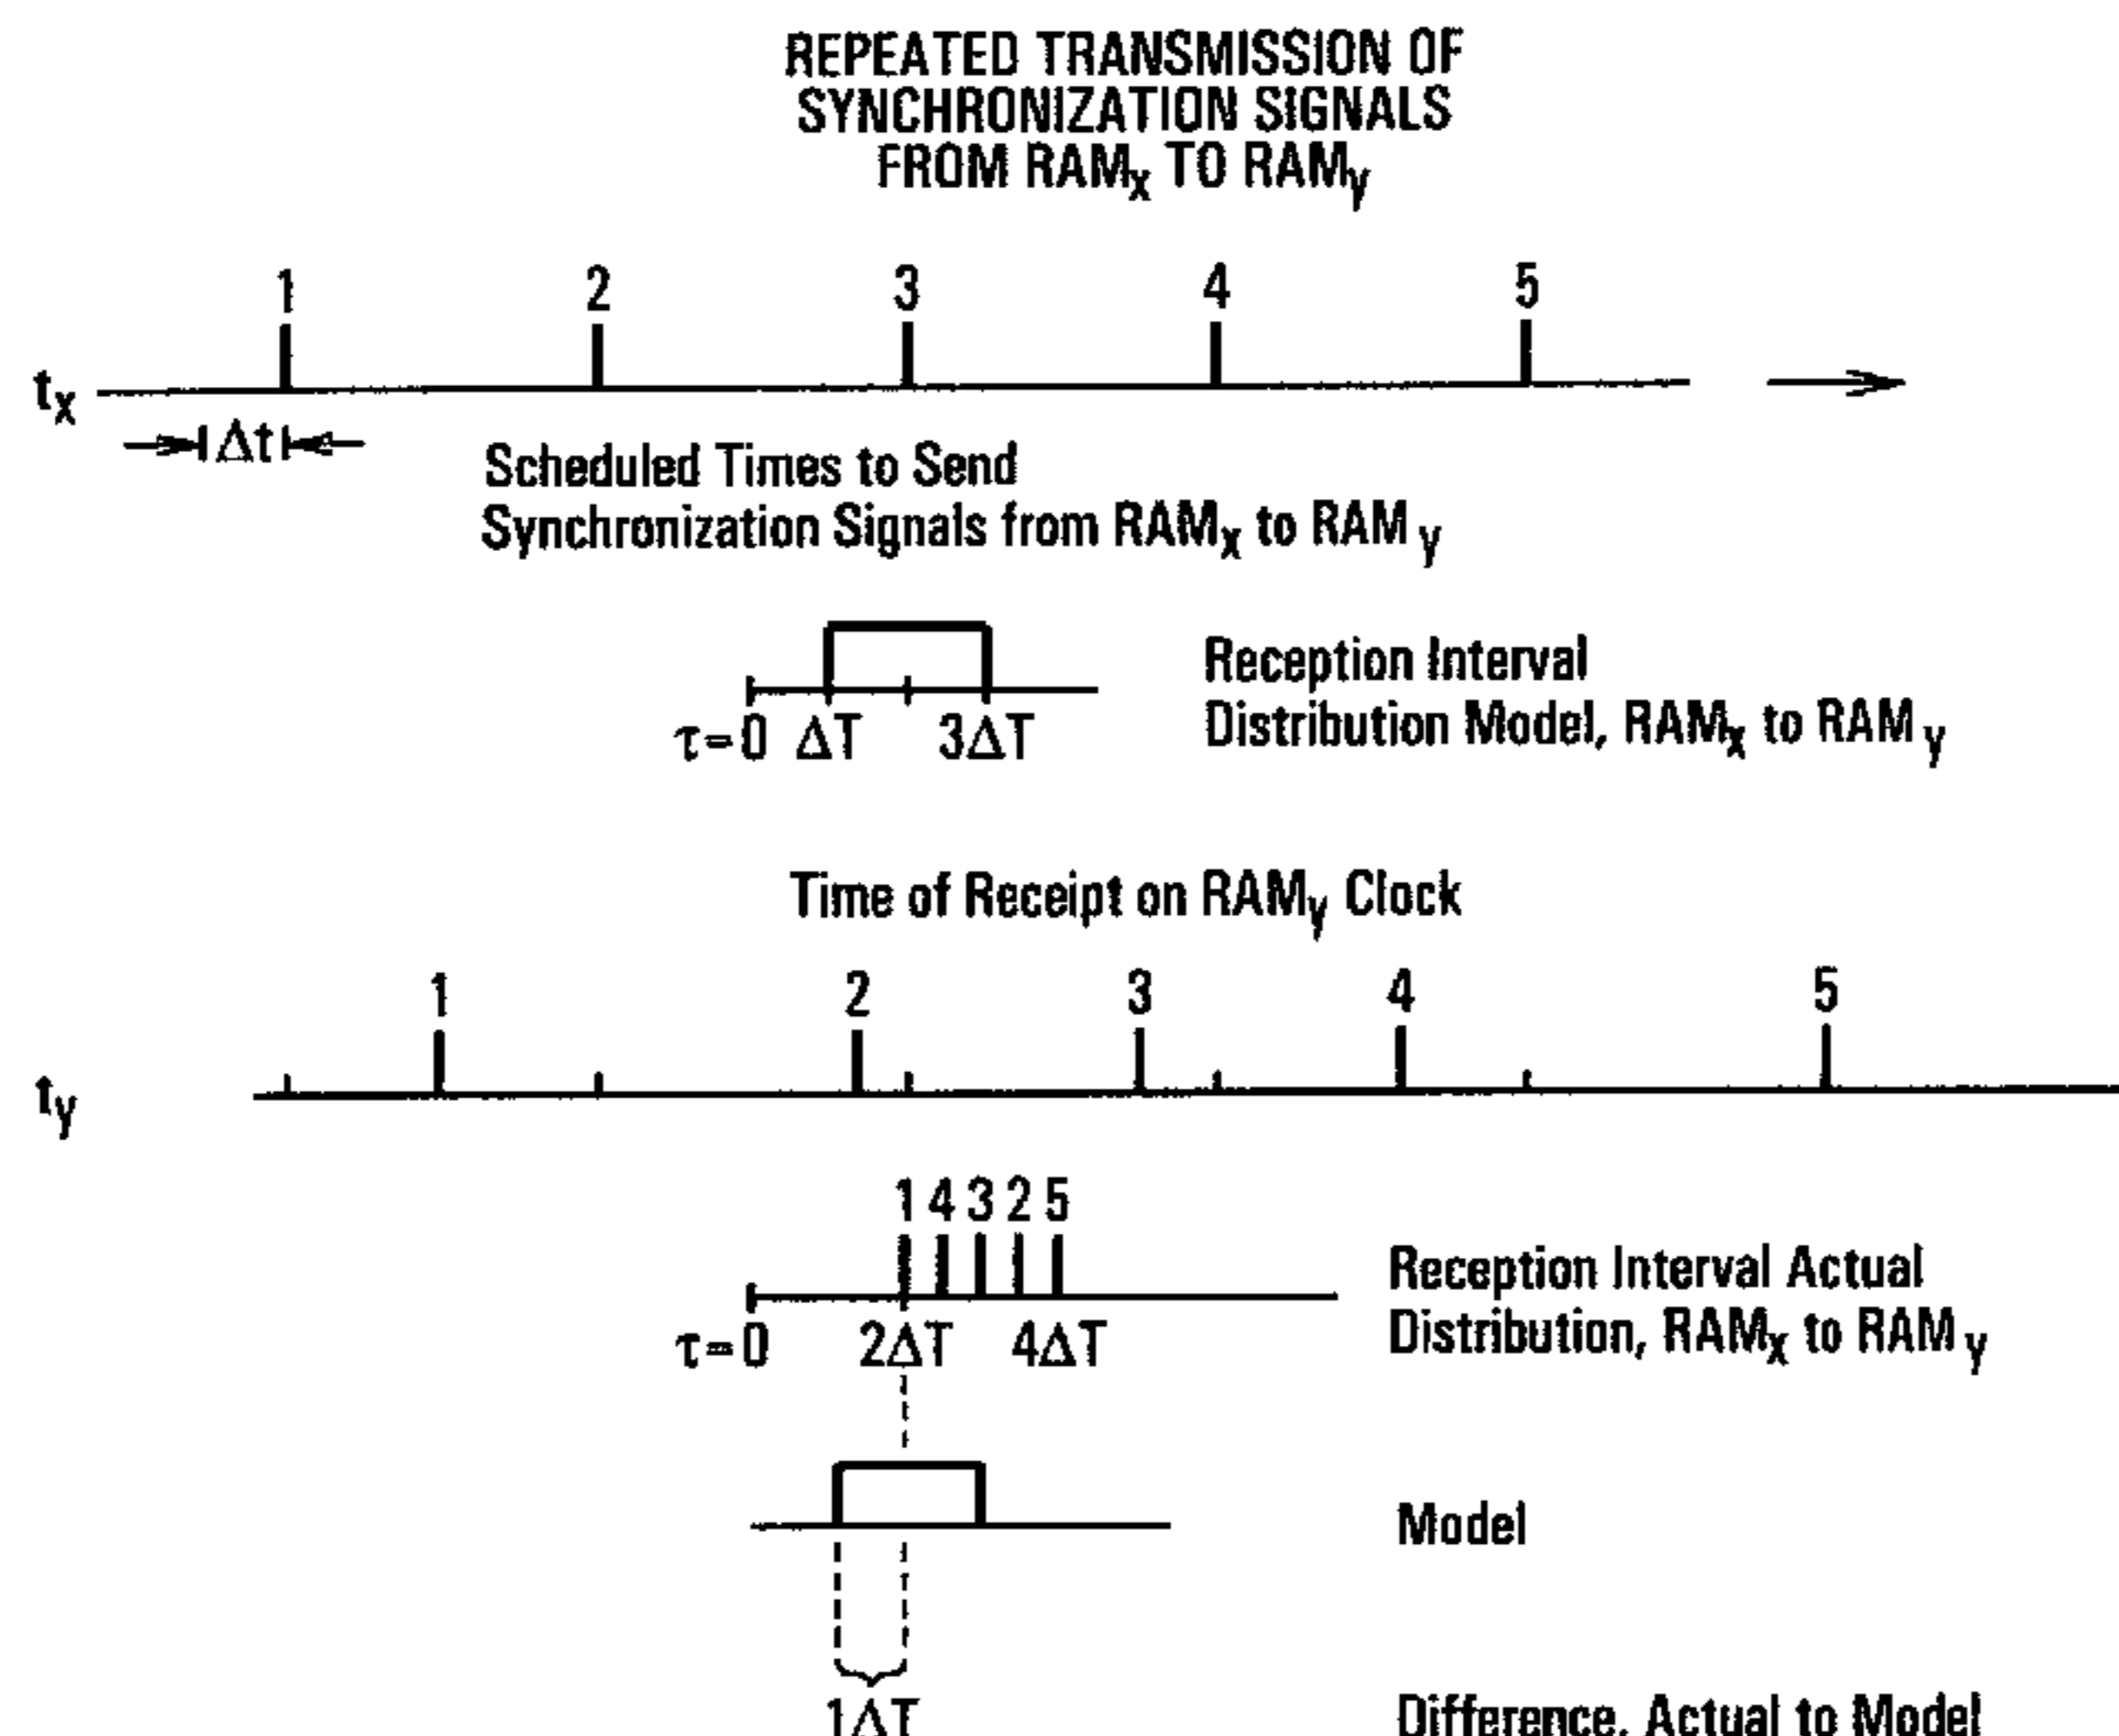 REPEATED TRANSMISSION OF
SYNCHRONIZATION SIGNALS
FROM RAMx TO RAMy
1 2 3 4 5
tx
Δt
Scheduled Times to Send
Synchronization Signals from RAMx to RAM y
Reception Interval
Distribution Model, RAMx to RAM y
τ=0 ΔT 3ΔT
Time of Receipt on RAMy Clock
1 2 3 4 5
ty
1 4 3 2 5
Reception Interval Actual
Distribution, RAMx to RAM y
τ=0 2ΔT 4ΔT
Model
1ΔT
Difference, Actual to Model